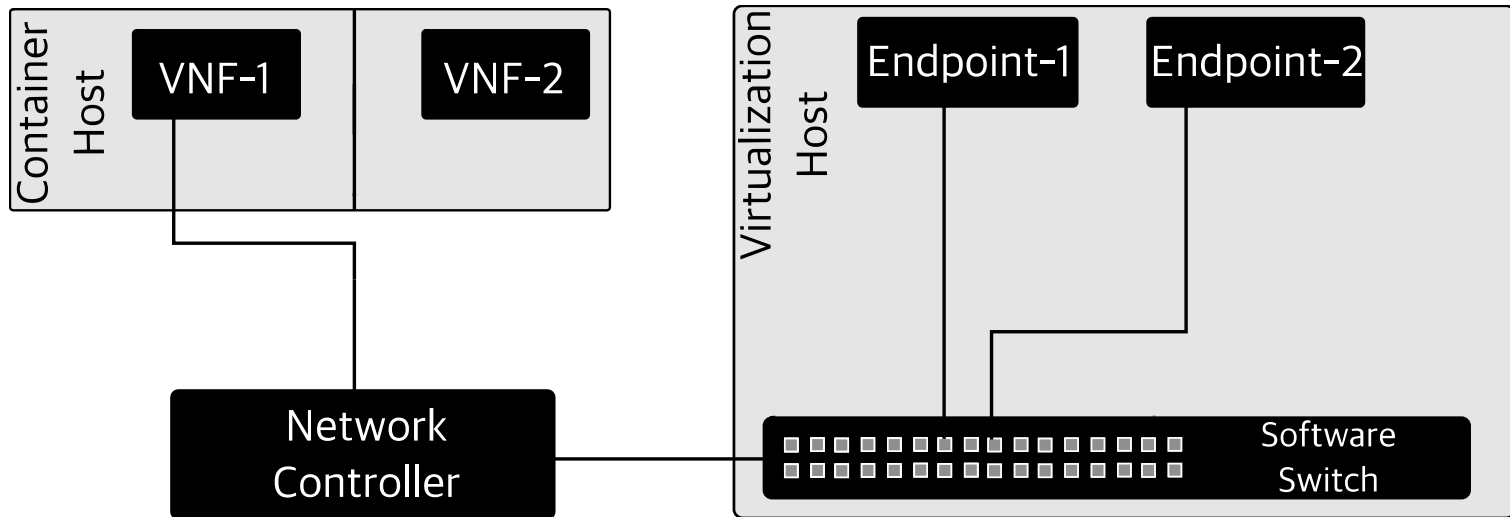 Container
Host
VNF-1
VNF-2
Virtualization
Host
Endpoint-1
Endpoint-2
Network
Controller
Software
Switch